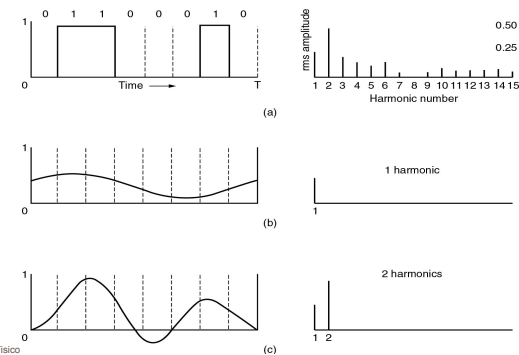 0 1 1 0 0 0 1 0
1
0
Time
T
(a)
rms amplitude
0.50
0.25
1 2 3 4 5 6 7 8 9 10 11 12 13 14 15
Harmonic number
1
0
(b)
1 harmonic
1
1
0
(c)
2 harmonics
1 2